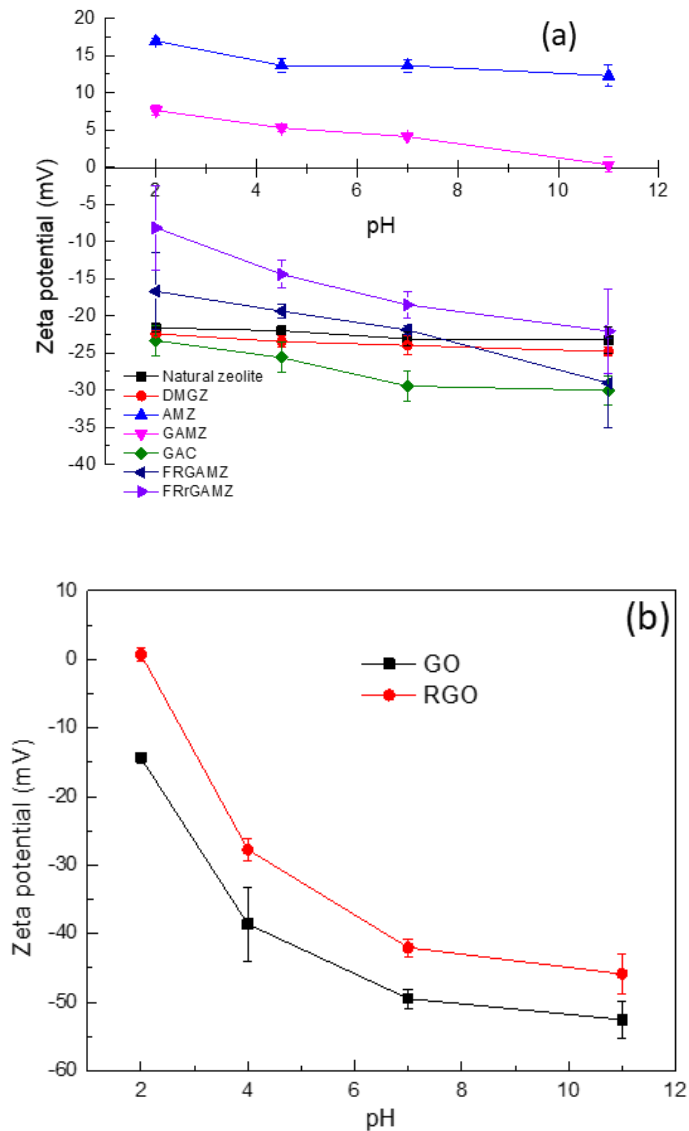 (a)
20
15
10
5
0
-5
-10
-15
-20
-25
-30
-35
-40
2
4
6
8
10
12
pH
Zeta potential (mV)
Natural zeolite
DMGZ
AMZ
GAMZ
GAC
FRGAMZ
FRrGAMZ
(b)
10
0
-10
-20
-30
-40
-50
-60
Zeta potential (mV)
GO
RGO
2
4
6
8
10
12
pH